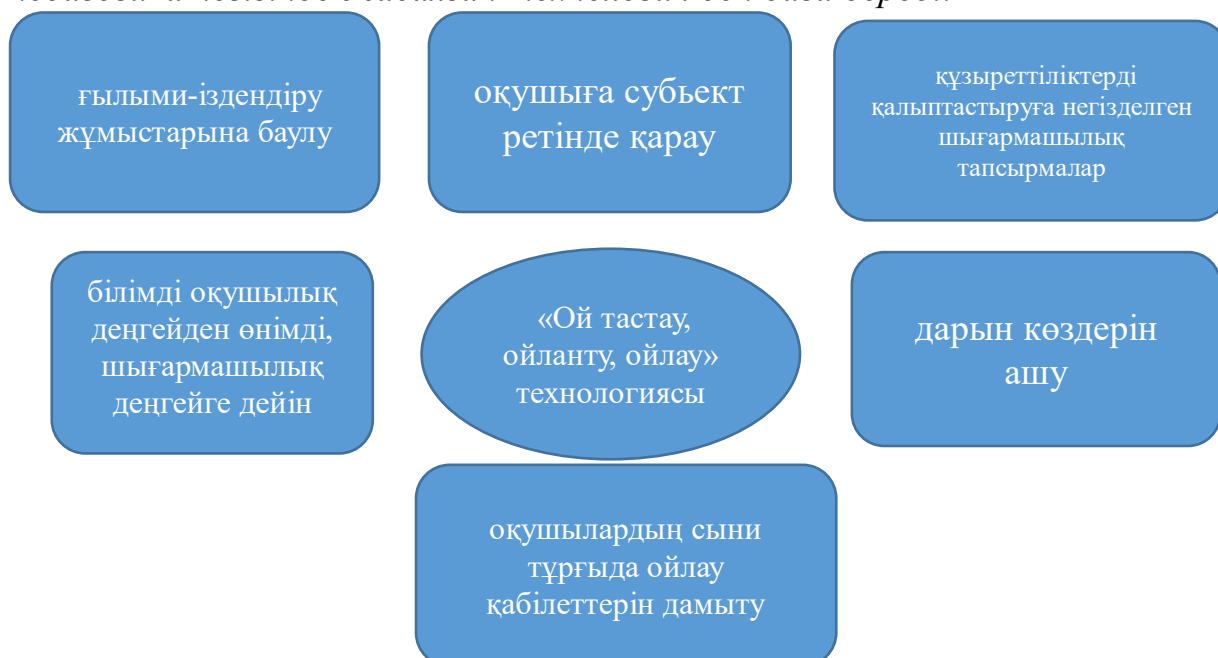 ғылыми-іздендіру
жұмыстарына баулу
оқушыға субьект
ретінде қарау
құзыреттіліктерді
қалыптастыруға негізделген
шығармашылық
тапсырмалар
білімді оқушылық
деңгейден өнімді,
шығармашылық
деңгейге дейін
«Ой тастау,
ойланту, ойлау»
технологиясы
дарын көздерін
ашу
оқушылардың сыни
тұрғыда ойлау
қабілеттерін дамыту